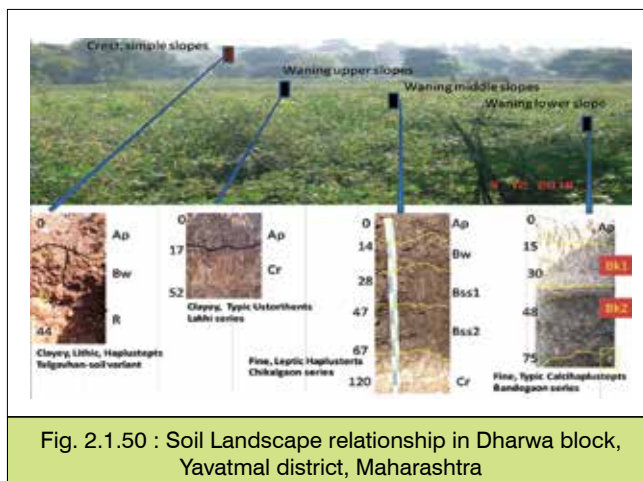 Crest, simple slopes
Waning upper slopes
Waning middle slopes
Waning lower slope
0
Ap
Bw
R
44
Clayey, Lithic, Haplustepts
Telgavhan-soil variant
0
Ap
17
Cr
52
Clayey, Typic Ustorthents
Lakhi series
0
Ap
14
Bw
28
Bss1
47
Bss2
67
120
Cr
Fine, Leptic Haplusterts
Chikalgaon series
0
Ap
15
Bk1
30
Bk2
48
75
Fine, Typic Calcihaplustepts
Bandegaon series
Fig. 2.1.50 : Soil Landscape relationship in Dharwa block,
Yavatmal district, Maharashtra